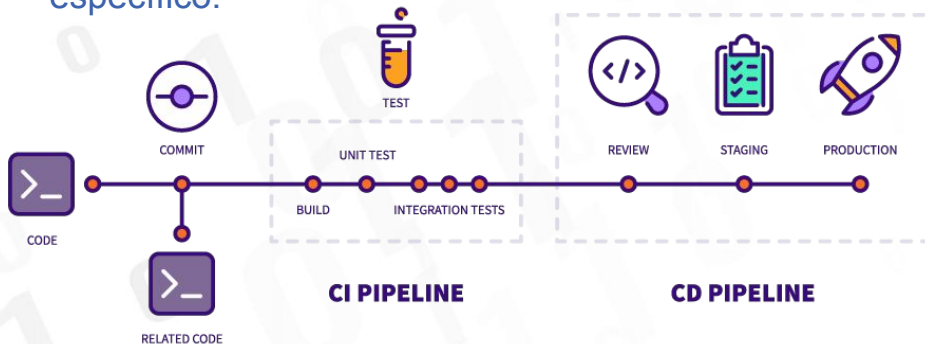 específico.
TEST
COMMIT
UNIT TEST
REVIEW
STAGING
PRODUCTION
BUILD
INTEGRATION TESTS
CODE
CI PIPELINE
CD PIPELINE
RELATED CODE